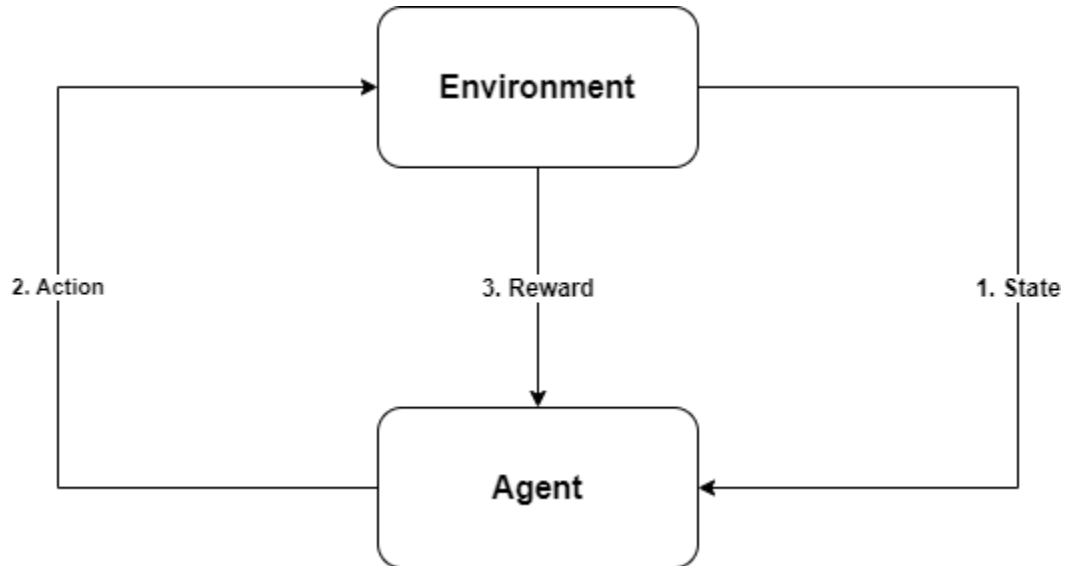 Environment
2. Action
3. Reward
1. State
Agent